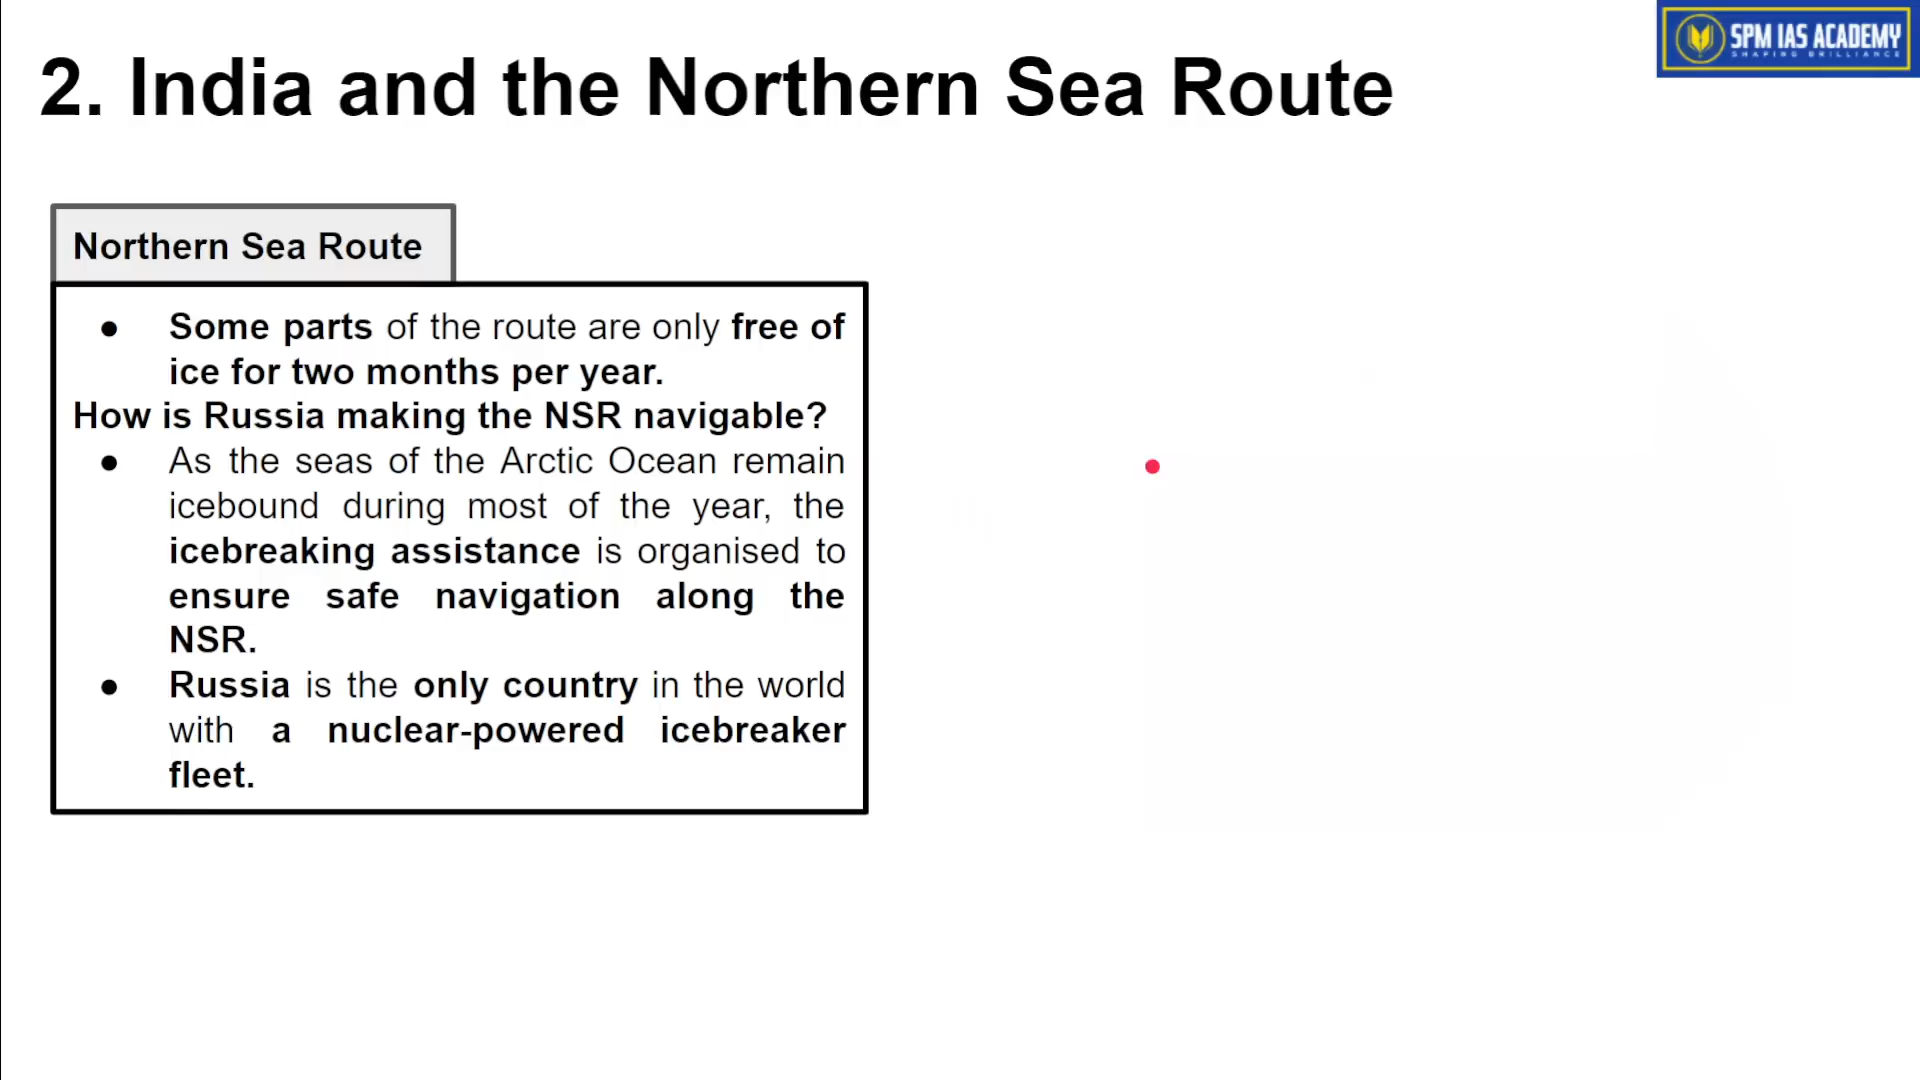 SPM IAS ACADEMY
SHAPING BRILLIANCE
2. India and the Northern Sea Route
Northern Sea Route
● Some parts of the route are only free of
ice for two months per year.
How is Russia making the NSR navigable?
● As the seas of the Arctic Ocean remain
icebound during most of the year, the
icebreaking assistance is organised to
ensure safe navigation along the
NSR.
● Russia is the only country in the world
with a nuclear-powered icebreaker
fleet.